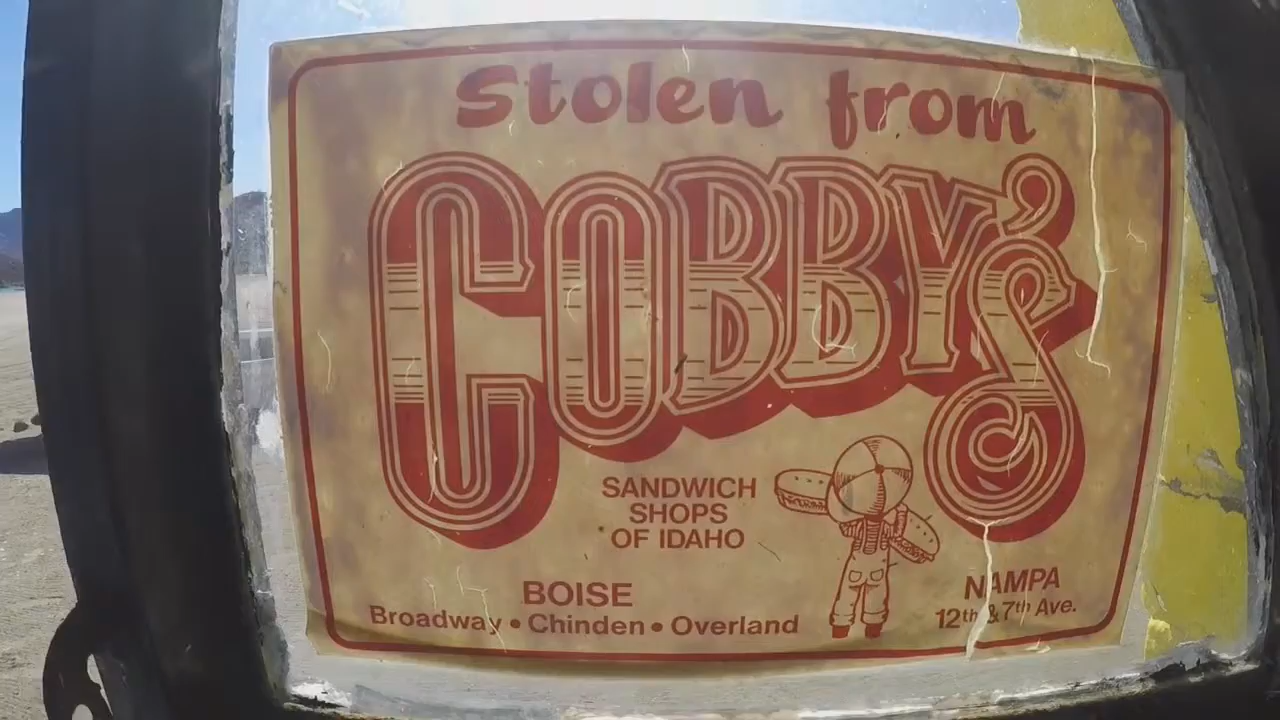 Stolen from
COBBY'S
SANDWICH
SHOPS
OF IDAHO
BOISE
Broadway • Chinden • Overland
NAMPA
12th & 7th Ave.